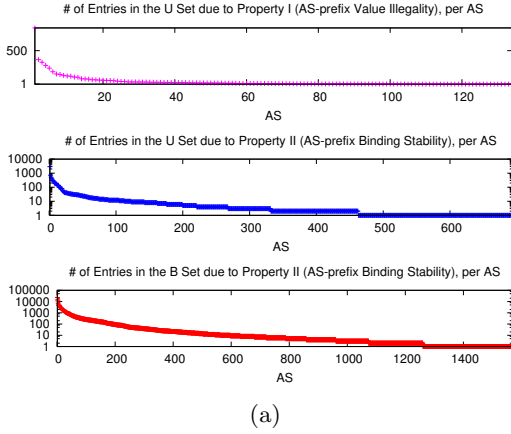 # of Entries in the U Set due to Property I (AS-prefix Value Illegality), per AS
500
1
20 40 60 80 100 120
AS
# of Entries in the U Set due to Property II (AS-prefix Binding Stability), per AS
10000
1000
100
10
1
0 100 200 300 400 500 600
AS
# of Entries in the B Set due to Property II (AS-prefix Binding Stability), per AS
100000
10000
1000
100
10
1
0 200 400 600 800 1000 1200 1400
AS
(a)